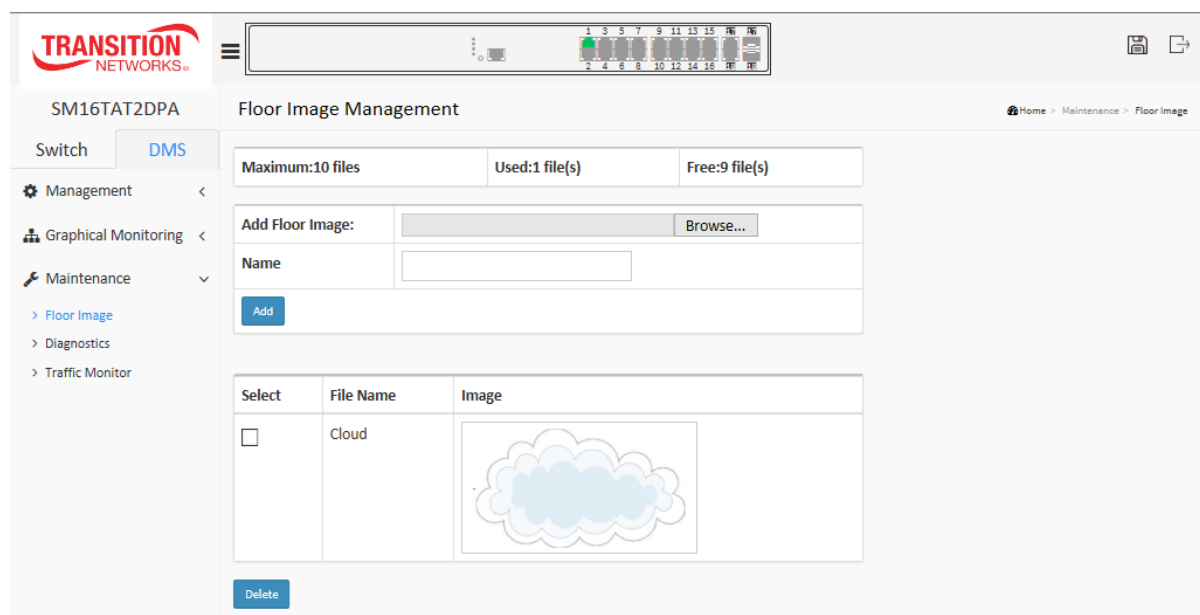 TRANSITION
NETWORKS®
1 3 5 7 9 11 13 15
2 4 6 8 10 12 14 16
SM16TAT2DPA
Floor Image Management
Home > Maintenance > Floor Image
Switch DMS
Maximum:10 files Used:1 file(s) Free:9 file(s)
Management
Add Floor Image: Browse...
Graphical Monitoring
Name
Maintenance
Add
> Floor Image
> Diagnostics
> Traffic Monitor
Select File Name Image
Cloud
Delete